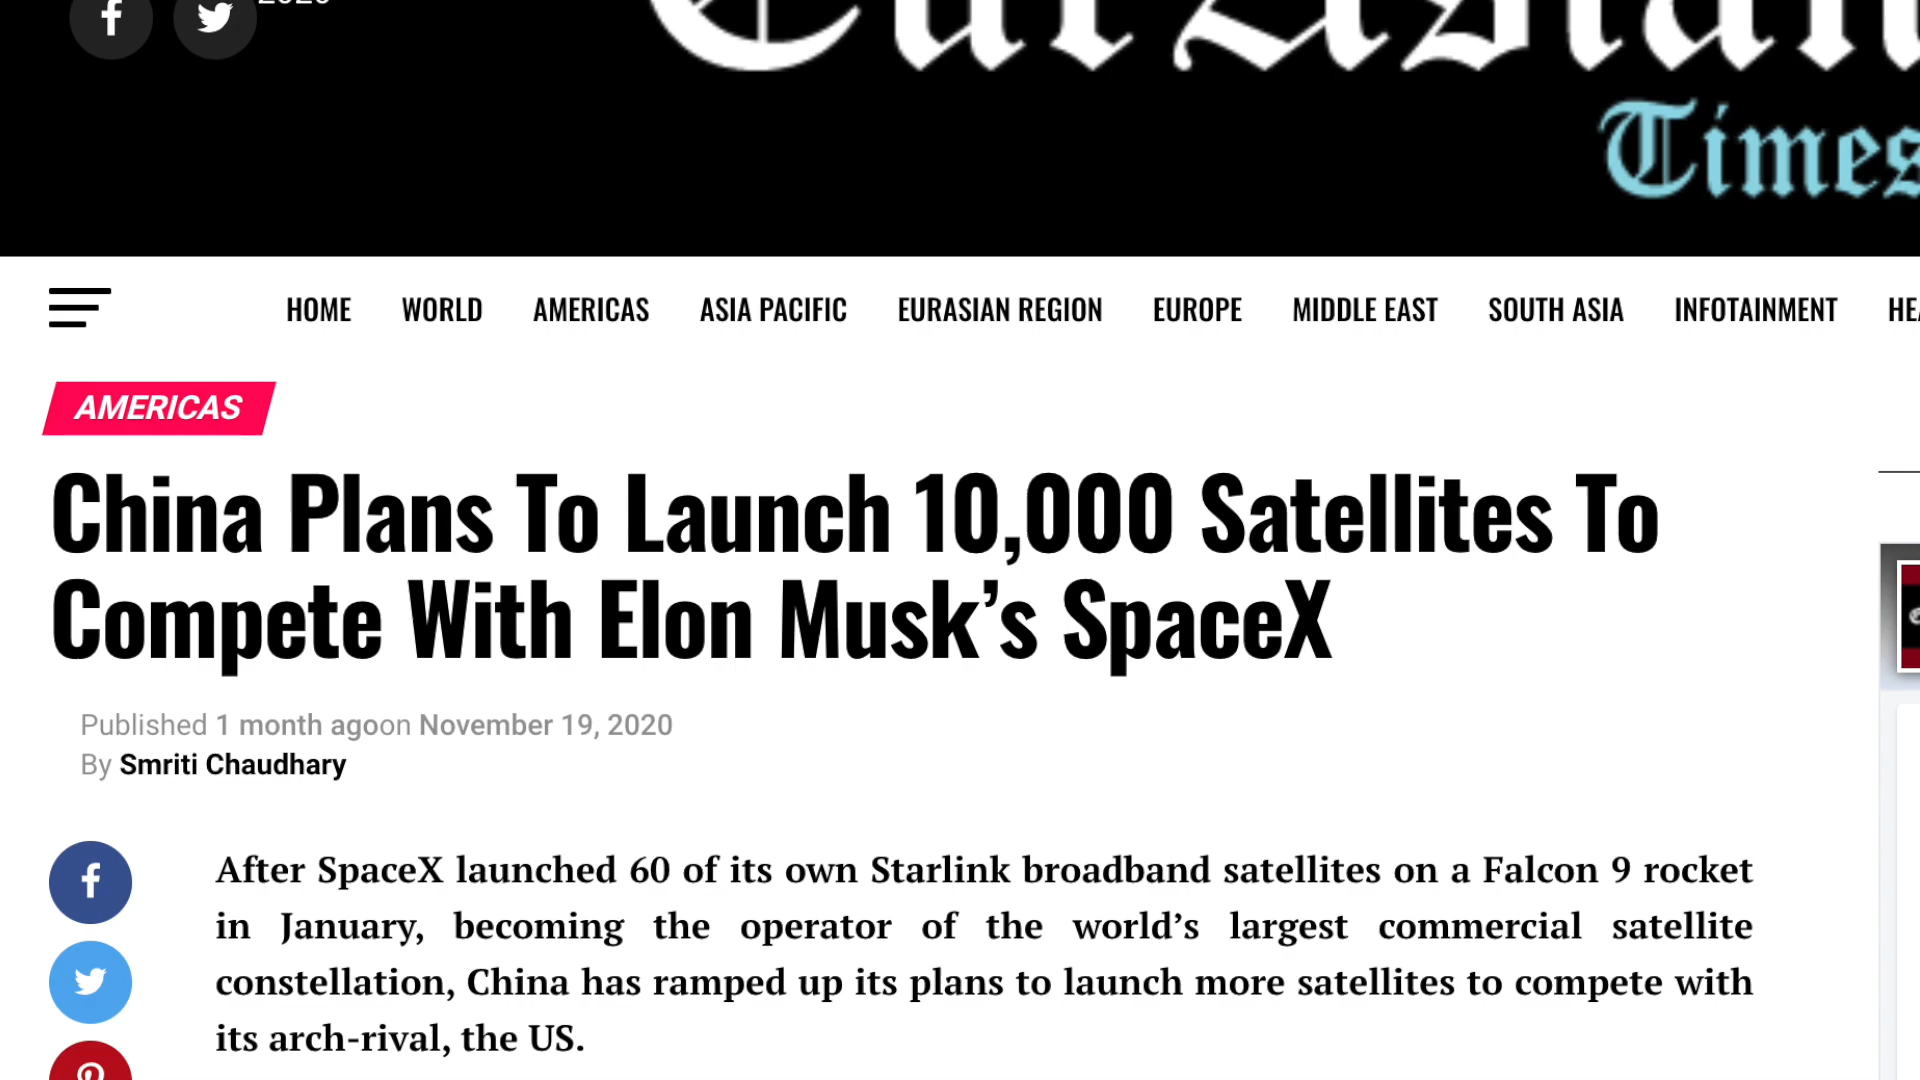 EurAsian
Times
HOME WORLD AMERICAS ASIA PACIFIC EURASIAN REGION EUROPE MIDDLE EAST SOUTH ASIA INFOTAINMENT
AMERICAS
China Plans To Launch 10,000 Satellites To
Compete With Elon Musk’s SpaceX
Published 1 month agoon November 19, 2020
By Smriti Chaudhary
After SpaceX launched 60 of its own Starlink broadband satellites on a Falcon 9 rocket
in January, becoming the operator of the world’s largest commercial satellite
constellation, China has ramped up its plans to launch more satellites to compete with
its arch-rival, the US.